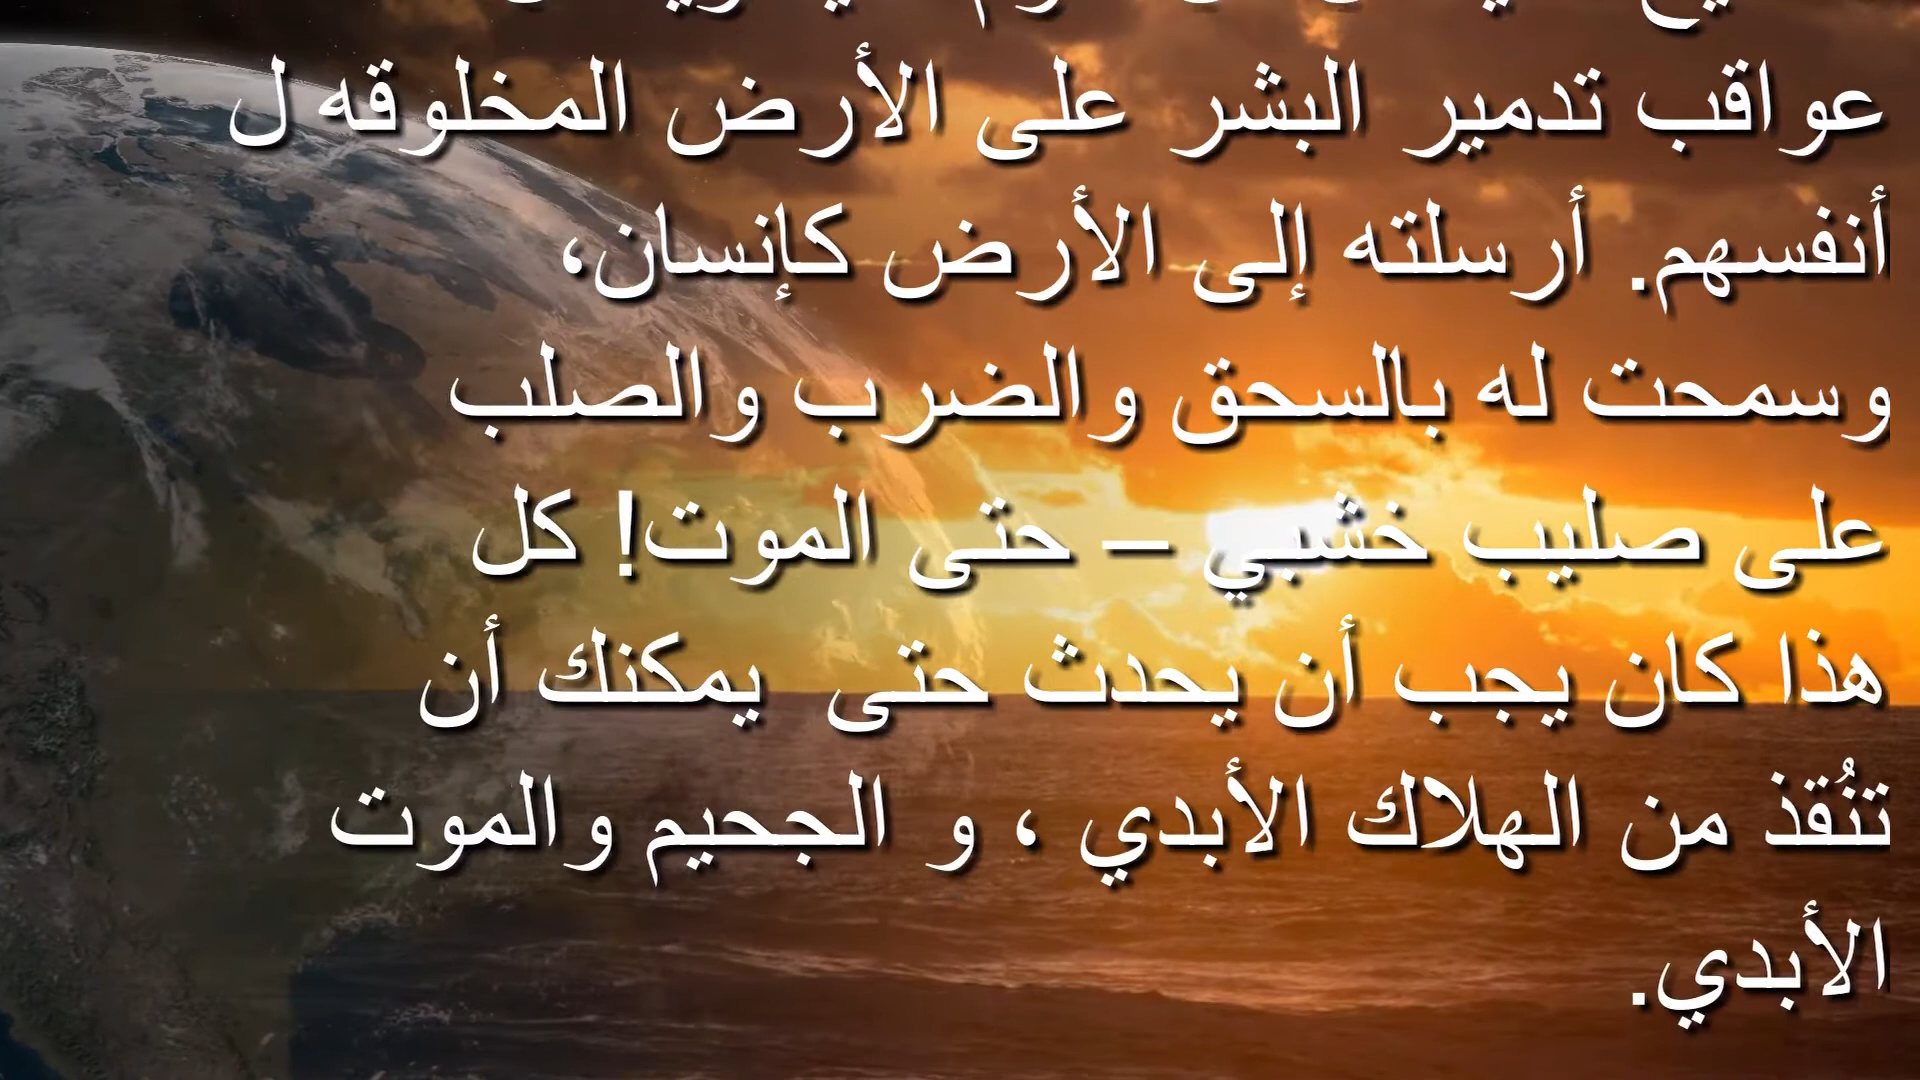 عواقب تدمير البشر على الأرض المخلوقه ل
أنفسهم. أرسلته إلى الأرض كإنسان،
وسمحت له بالسحق والضرب والصلب
على صليب خشبي – حتى الموت! كل
هذا كان يجب أن يحدث حتى يمكنك أن
تنُقذ من الهلاك الأبدي ، و الجحيم والموت
الأبدي.